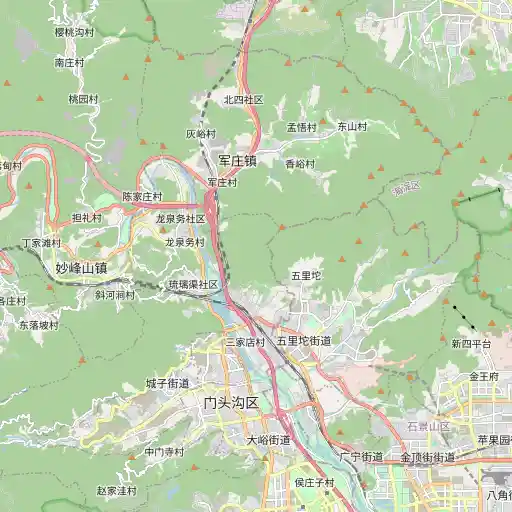 樱桃沟村
南庄村
桃园村
北四社区
灰峪村
孟悟村
东山村
军庄镇
香峪村
军庄村
海淀区
陈家庄村
担礼村
龙泉务社区
丁家滩村
龙泉务村
妙峰山镇
五里坨
琉璃渠社区
斜河涧村
各庄村
东落坡村
三家店村
五里坨街道
新四平台
金王府
城子街道
门头沟区
石景山区
大峪街道
苹果园街
中门寺村
广宁街道
金顶街街道
侯庄子村
赵家洼村
八角街